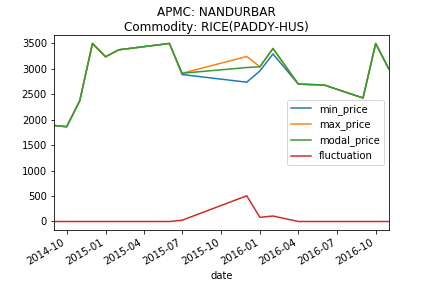 APMC: NANDURBAR
Commodity: RICE(PADDY-HUS)
3500
3000
2500
2000
1500
1000
500
0
min_price
max_price
modal_price
fluctuation
2014-10
2015-01
2015-04
2015-07
2015-10
2016-01
2016-04
2016-07
2016-10
date